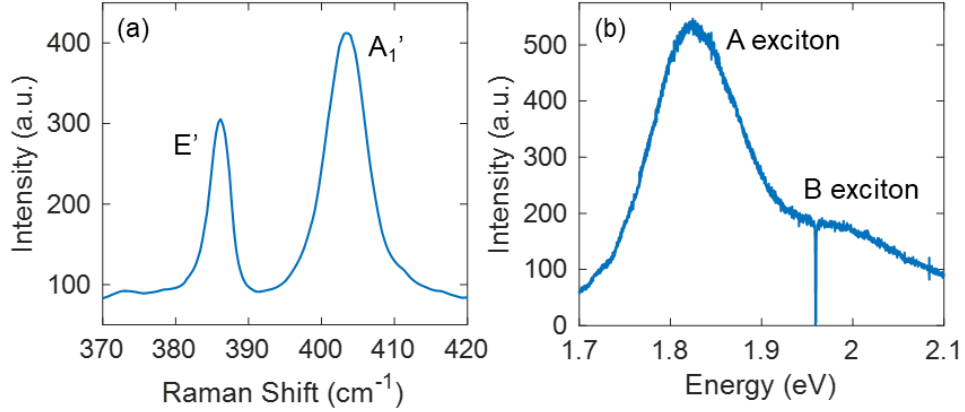 (a)
E’
A₁’
400
300
200
100
370 380 390 400 410 420
Intensity (a.u.)
Raman Shift (cm⁻¹)
(b)
A exciton
B exciton
500
400
300
200
100
0
1.7 1.8 1.9 2 2.1
Intensity (a.u.)
Energy (eV)